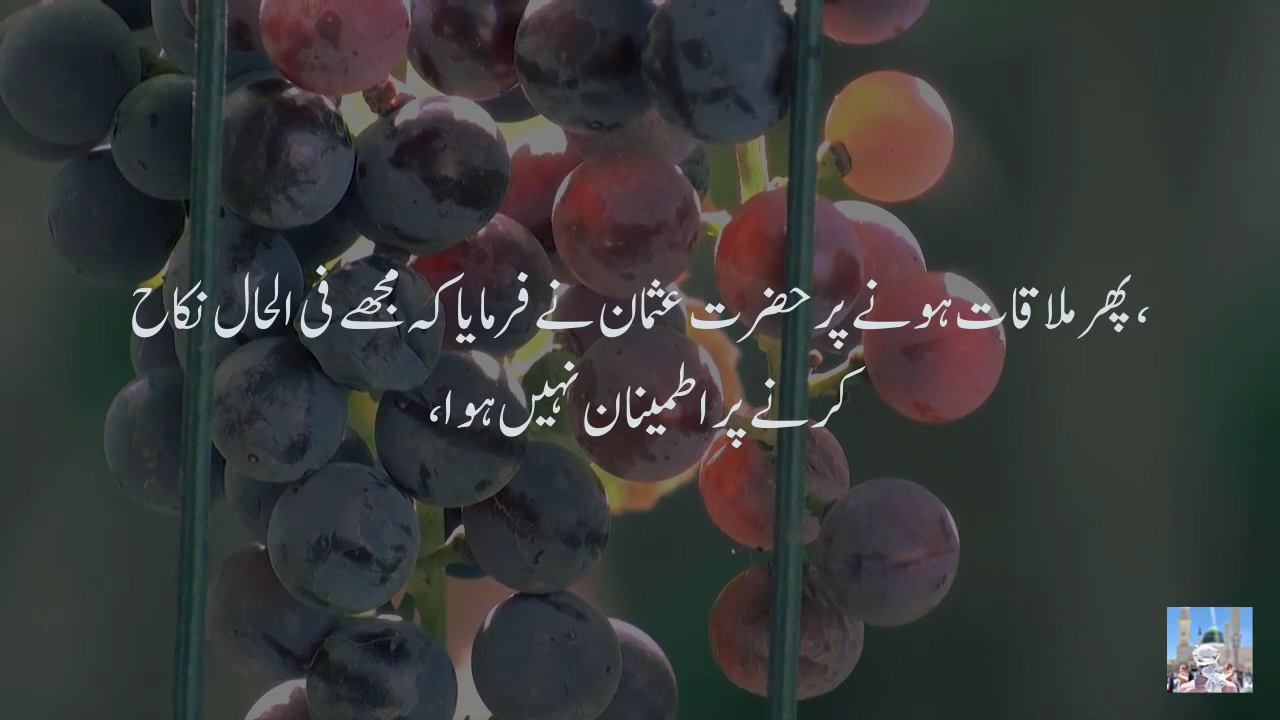 ، پھر ملاقات ہونے پر حضرت عثمان نے فرمایا کہ مجھے فی الحال نکاح
کرنے پر اطمینان نہیں ہوا،